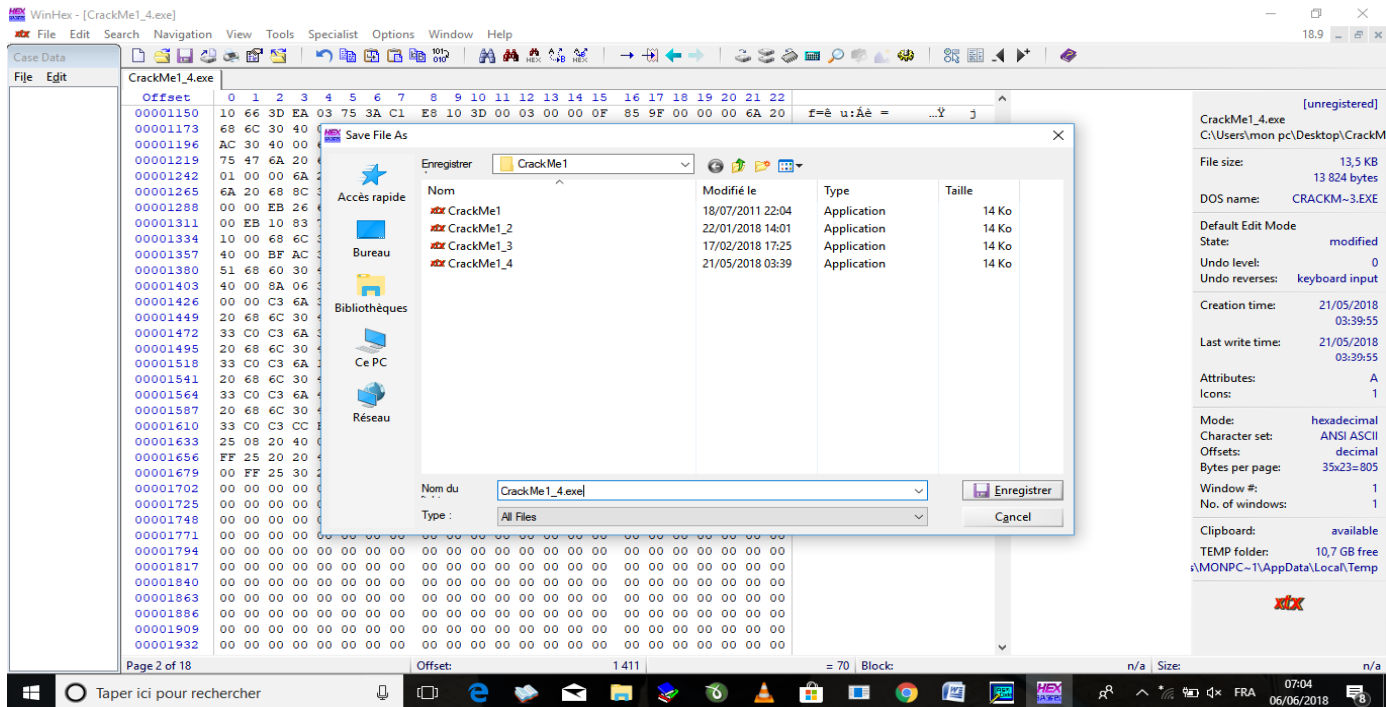 WinHex - [CrackMe1_4.exe]
File Edit Search Navigation View Tools Specialist Options Window Help 18.9
Case Data
File Edit
CrackMe1_4.exe
Offset 0 1 2 3 4 5 6 7 8 9 10 11 12 13 14 15 16 17 18 19 20 21 22
00001150 10 66 3D EA 03 75 3A C1 E8 10 3D 00 03 00 00 0F 85 9F 00 00 00 6A 20 f=ê u:Áè = …Ÿ j
00001173 68 6C 30 40
00001196 AC 30 40 00
00001219 75 47 6A 20
00001242 01 00 00 6A
00001265 6A 20 68 8C
00001288 00 00 EB 26
00001311 00 EB 10 83
00001334 10 00 68 6C
00001357 40 00 BF AC
00001380 51 68 60 30
00001403 40 00 8A 06
00001426 00 00 C3 6A
00001449 20 68 6C 30
00001472 33 C0 C3 6A
00001495 20 68 6C 30
00001518 33 C0 C3 6A
00001541 20 68 6C 30
00001564 33 C0 C3 6A
00001587 20 68 6C 30
00001610 33 C0 C3 CC
00001633 25 08 20 40
00001656 FF 25 20 20
00001679 00 FF 25 30
00001702 00 00 00 00
00001725 00 00 00 00
00001748 00 00 00 00
00001771 00 00 00 00 00 00 00 00 00 00 00 00 00 00 00 00 00 00 00 00 00 00 00
00001794 00 00 00 00 00 00 00 00 00 00 00 00 00 00 00 00 00 00 00 00 00 00 00
00001817 00 00 00 00 00 00 00 00 00 00 00 00 00 00 00 00 00 00 00 00 00 00 00
00001840 00 00 00 00 00 00 00 00 00 00 00 00 00 00 00 00 00 00 00 00 00 00 00
00001863 00 00 00 00 00 00 00 00 00 00 00 00 00 00 00 00 00 00 00 00 00 00 00
00001886 00 00 00 00 00 00 00 00 00 00 00 00 00 00 00 00 00 00 00 00 00 00 00
00001909 00 00 00 00 00 00 00 00 00 00 00 00 00 00 00 00 00 00 00 00 00 00 00
00001932 00 00 00 00 00 00 00 00 00 00 00 00 00 00 00 00 00 00 00 00 00 00 00
Save File As
Enregistrer CrackMe1
Accès rapide
Bureau
Bibliothèques
Ce PC
Réseau
Nom Modifié le Type Taille
CrackMe1 18/07/2011 22:04 Application 14 Ko
CrackMe1_2 22/01/2018 14:01 Application 14 Ko
CrackMe1_3 17/02/2018 17:25 Application 14 Ko
CrackMe1_4 21/05/2018 03:39 Application 14 Ko
Nom du CrackMe1_4.exe Enregistrer
Type : All Files Cancel
[unregistered]
CrackMe1_4.exe
C:\Users\mon pc\Desktop\CrackM
File size: 13,5 KB
13 824 bytes
DOS name: CRACKM~3.EXE
Default Edit Mode
State: modified
Undo level: 0
Undo reverses: keyboard input
Creation time: 21/05/2018
03:39:55
Last write time: 21/05/2018
03:39:55
Attributes: A
Icons: 1
Mode: hexadecimal
Character set: ANSI ASCII
Offsets: decimal
Bytes per page: 35x23=805
Window #: 1
No. of windows: 1
Clipboard: available
TEMP folder: 10,7 GB free
s\MONPC~1\AppData\Local\Temp
Page 2 of 18 Offset: 1 411 = 70 Block: n/a Size: n/a
Taper ici pour rechercher
FRA
07:04
06/06/2018
8